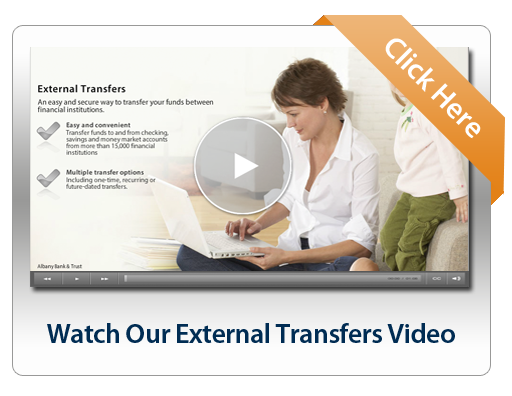 Click Here
External Transfers
An easy and secure way to transfer your funds between
financial institutions.
Easy and convenient
Transfer funds to and from checking,
savings and money market accounts
from more than 15,000 financial
institutions
Multiple transfer options
Including one-time, recurring or
future-dated transfers.
Albany Bank & Trust
Watch Our External Transfers Video